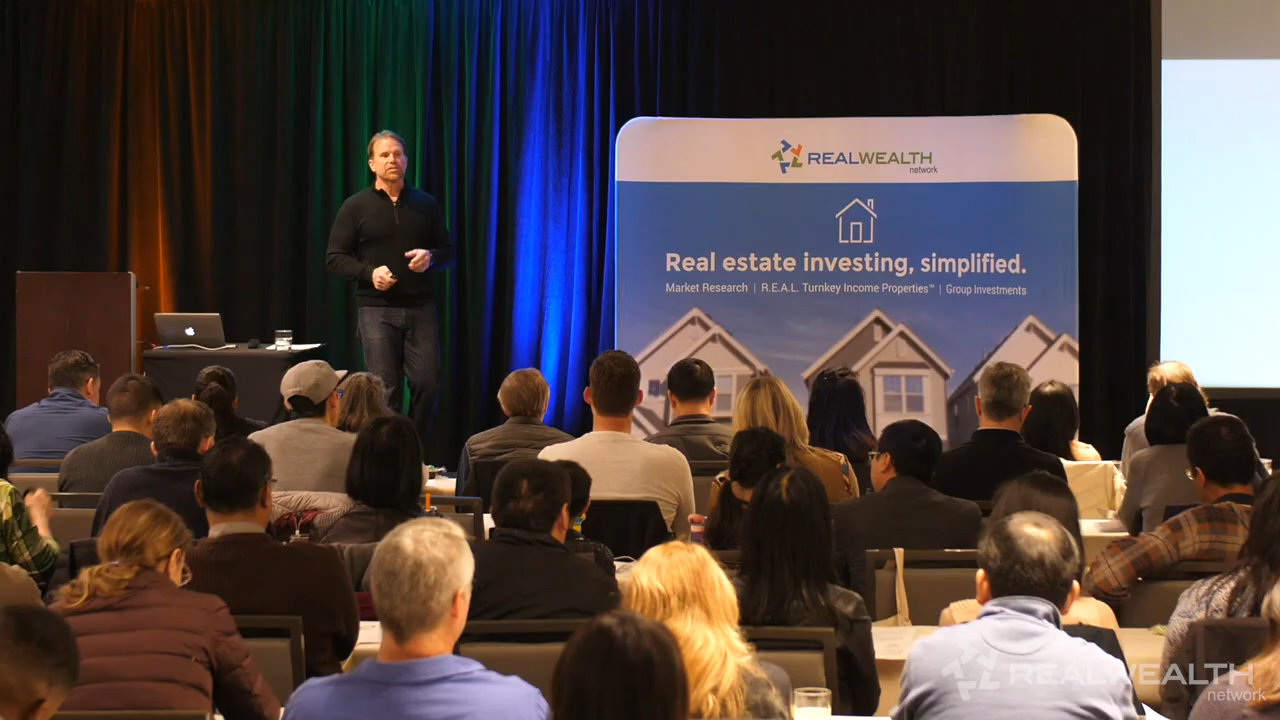 REALWEALTH
network
Real estate investing, simplified.
Market Research | R.E.A.L. Turnkey Income Properties™ | Group Investments
REALWEALTH
network